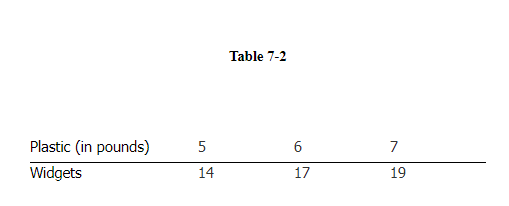 Table 7-2
Plastic (in pounds) 5 6 7
Widgets 14 17 19